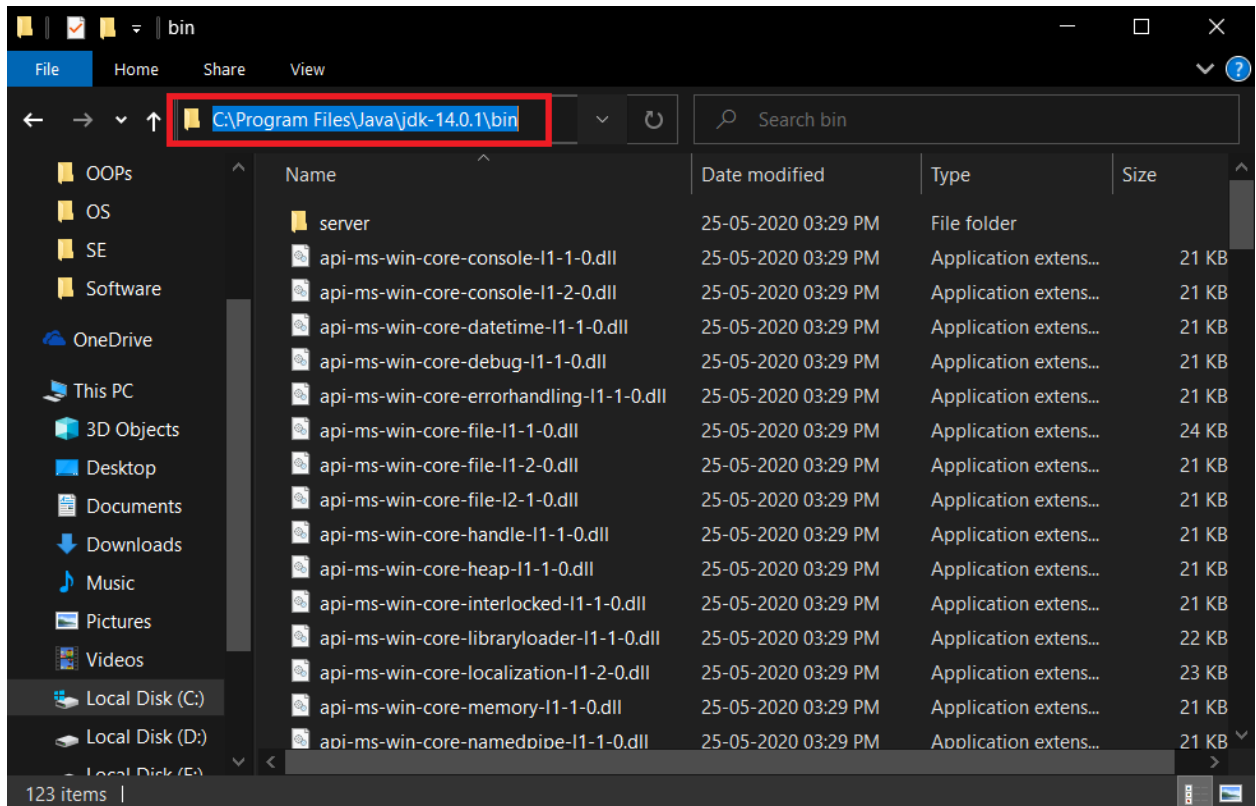 bin
File Home Share View
C:\Program Files\Java\jdk-14.0.1\bin Search bin
OOPs
OS
SE
Software
OneDrive
This PC
3D Objects
Desktop
Documents
Downloads
Music
Pictures
Videos
Local Disk (C:)
Local Disk (D:)
Local Disk (E:)
Name Date modified Type Size
server 25-05-2020 03:29 PM File folder
api-ms-win-core-console-l1-1-0.dll 25-05-2020 03:29 PM Application extens... 21 KB
api-ms-win-core-console-l1-2-0.dll 25-05-2020 03:29 PM Application extens... 21 KB
api-ms-win-core-datetime-l1-1-0.dll 25-05-2020 03:29 PM Application extens... 21 KB
api-ms-win-core-debug-l1-1-0.dll 25-05-2020 03:29 PM Application extens... 21 KB
api-ms-win-core-errorhandling-l1-1-0.dll 25-05-2020 03:29 PM Application extens... 21 KB
api-ms-win-core-file-l1-1-0.dll 25-05-2020 03:29 PM Application extens... 24 KB
api-ms-win-core-file-l1-2-0.dll 25-05-2020 03:29 PM Application extens... 21 KB
api-ms-win-core-file-l2-1-0.dll 25-05-2020 03:29 PM Application extens... 21 KB
api-ms-win-core-handle-l1-1-0.dll 25-05-2020 03:29 PM Application extens... 21 KB
api-ms-win-core-heap-l1-1-0.dll 25-05-2020 03:29 PM Application extens... 21 KB
api-ms-win-core-interlocked-l1-1-0.dll 25-05-2020 03:29 PM Application extens... 21 KB
api-ms-win-core-libraryloader-l1-1-0.dll 25-05-2020 03:29 PM Application extens... 22 KB
api-ms-win-core-localization-l1-2-0.dll 25-05-2020 03:29 PM Application extens... 23 KB
api-ms-win-core-memory-l1-1-0.dll 25-05-2020 03:29 PM Application extens... 21 KB
api-ms-win-core-namedpipe-l1-1-0.dll 25-05-2020 03:29 PM Application extens... 21 KB
123 items